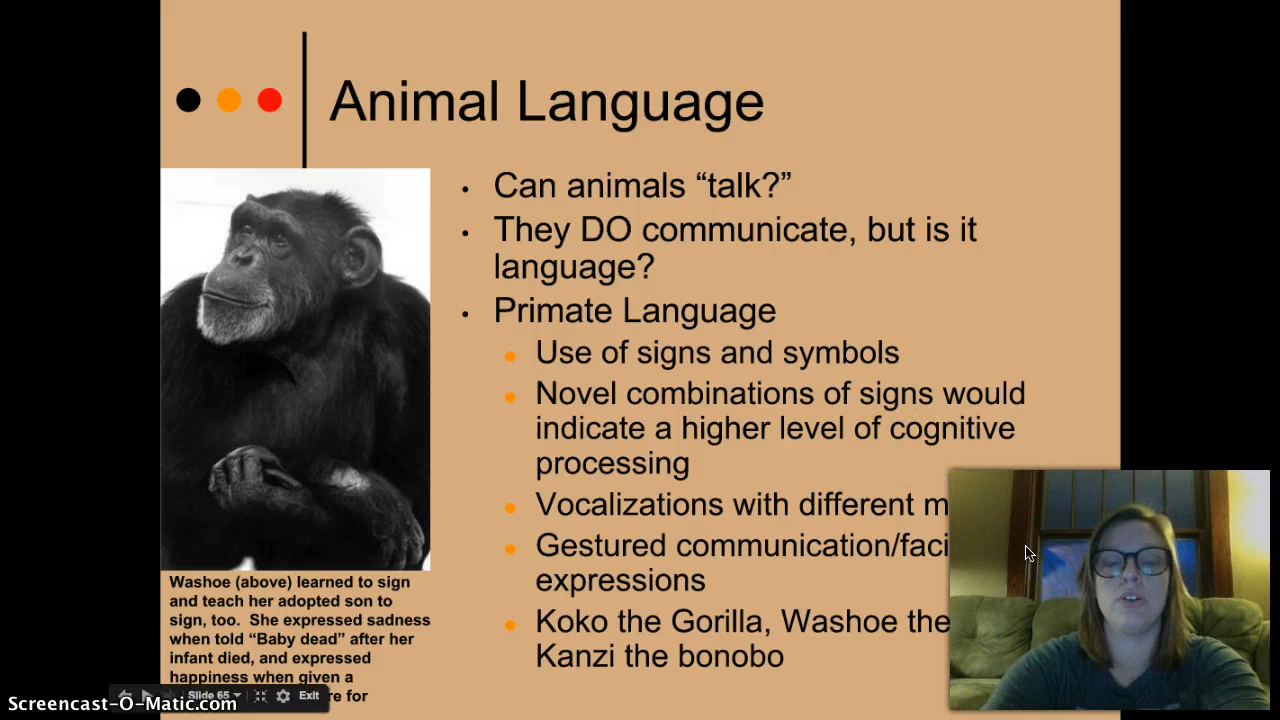 Animal Language
Can animals “talk?”
They DO communicate, but is it
language?
Primate Language
Use of signs and symbols
Novel combinations of signs would
indicate a higher level of cognitive
processing
Vocalizations with different m
Gestured communication/faci
expressions
Koko the Gorilla, Washoe the
Kanzi the bonobo
Washoe (above) learned to sign
and teach her adopted son to
sign, too. She expressed sadness
when told “Baby dead” after her
infant died, and expressed
happiness when given a
re for
Slide 65
Exit
Screencast-O-Matic.com